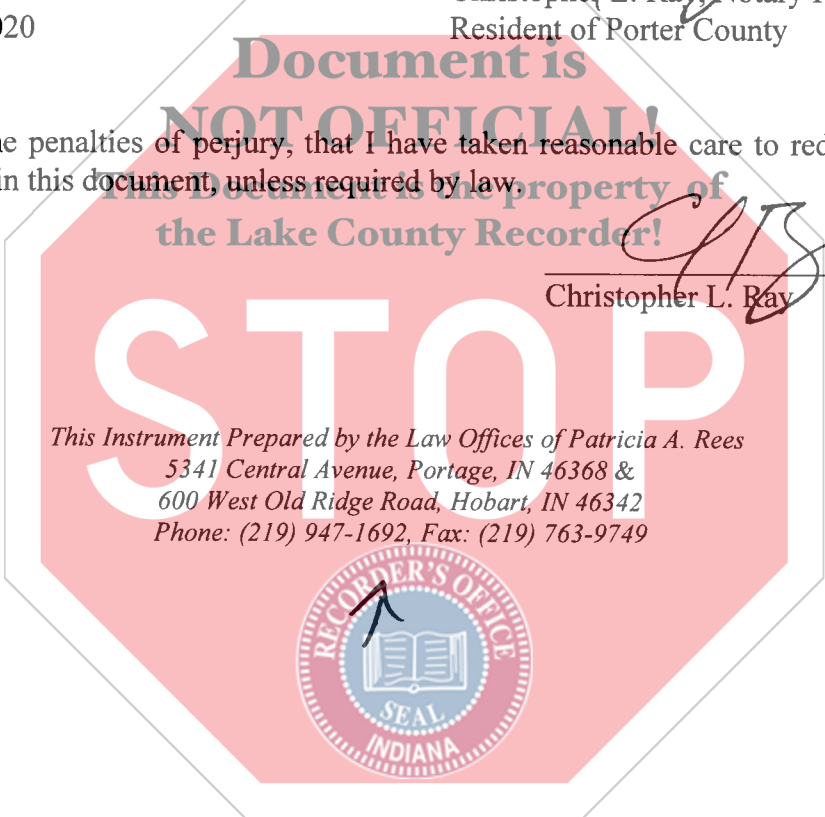 Christopher L. Ray, Notary
020
Resident of Porter County
Document is
NOT OFFICIAL!
penalties of perjury, that I have taken reasonable care to
in this document, unless required by law.
This Document is the property of
the Lake County Recorder!
Christopher L. Ray
STOP
This Instrument Prepared by the Law Offices of Patricia A. Rees
5341 Central Avenue, Portage, IN 46368 &
600 West Old Ridge Road, Hobart, IN 46342
Phone: (219) 947-1692, Fax: (219) 763-9749
RECORDER'S OFFICE
SEAL
INDIANA